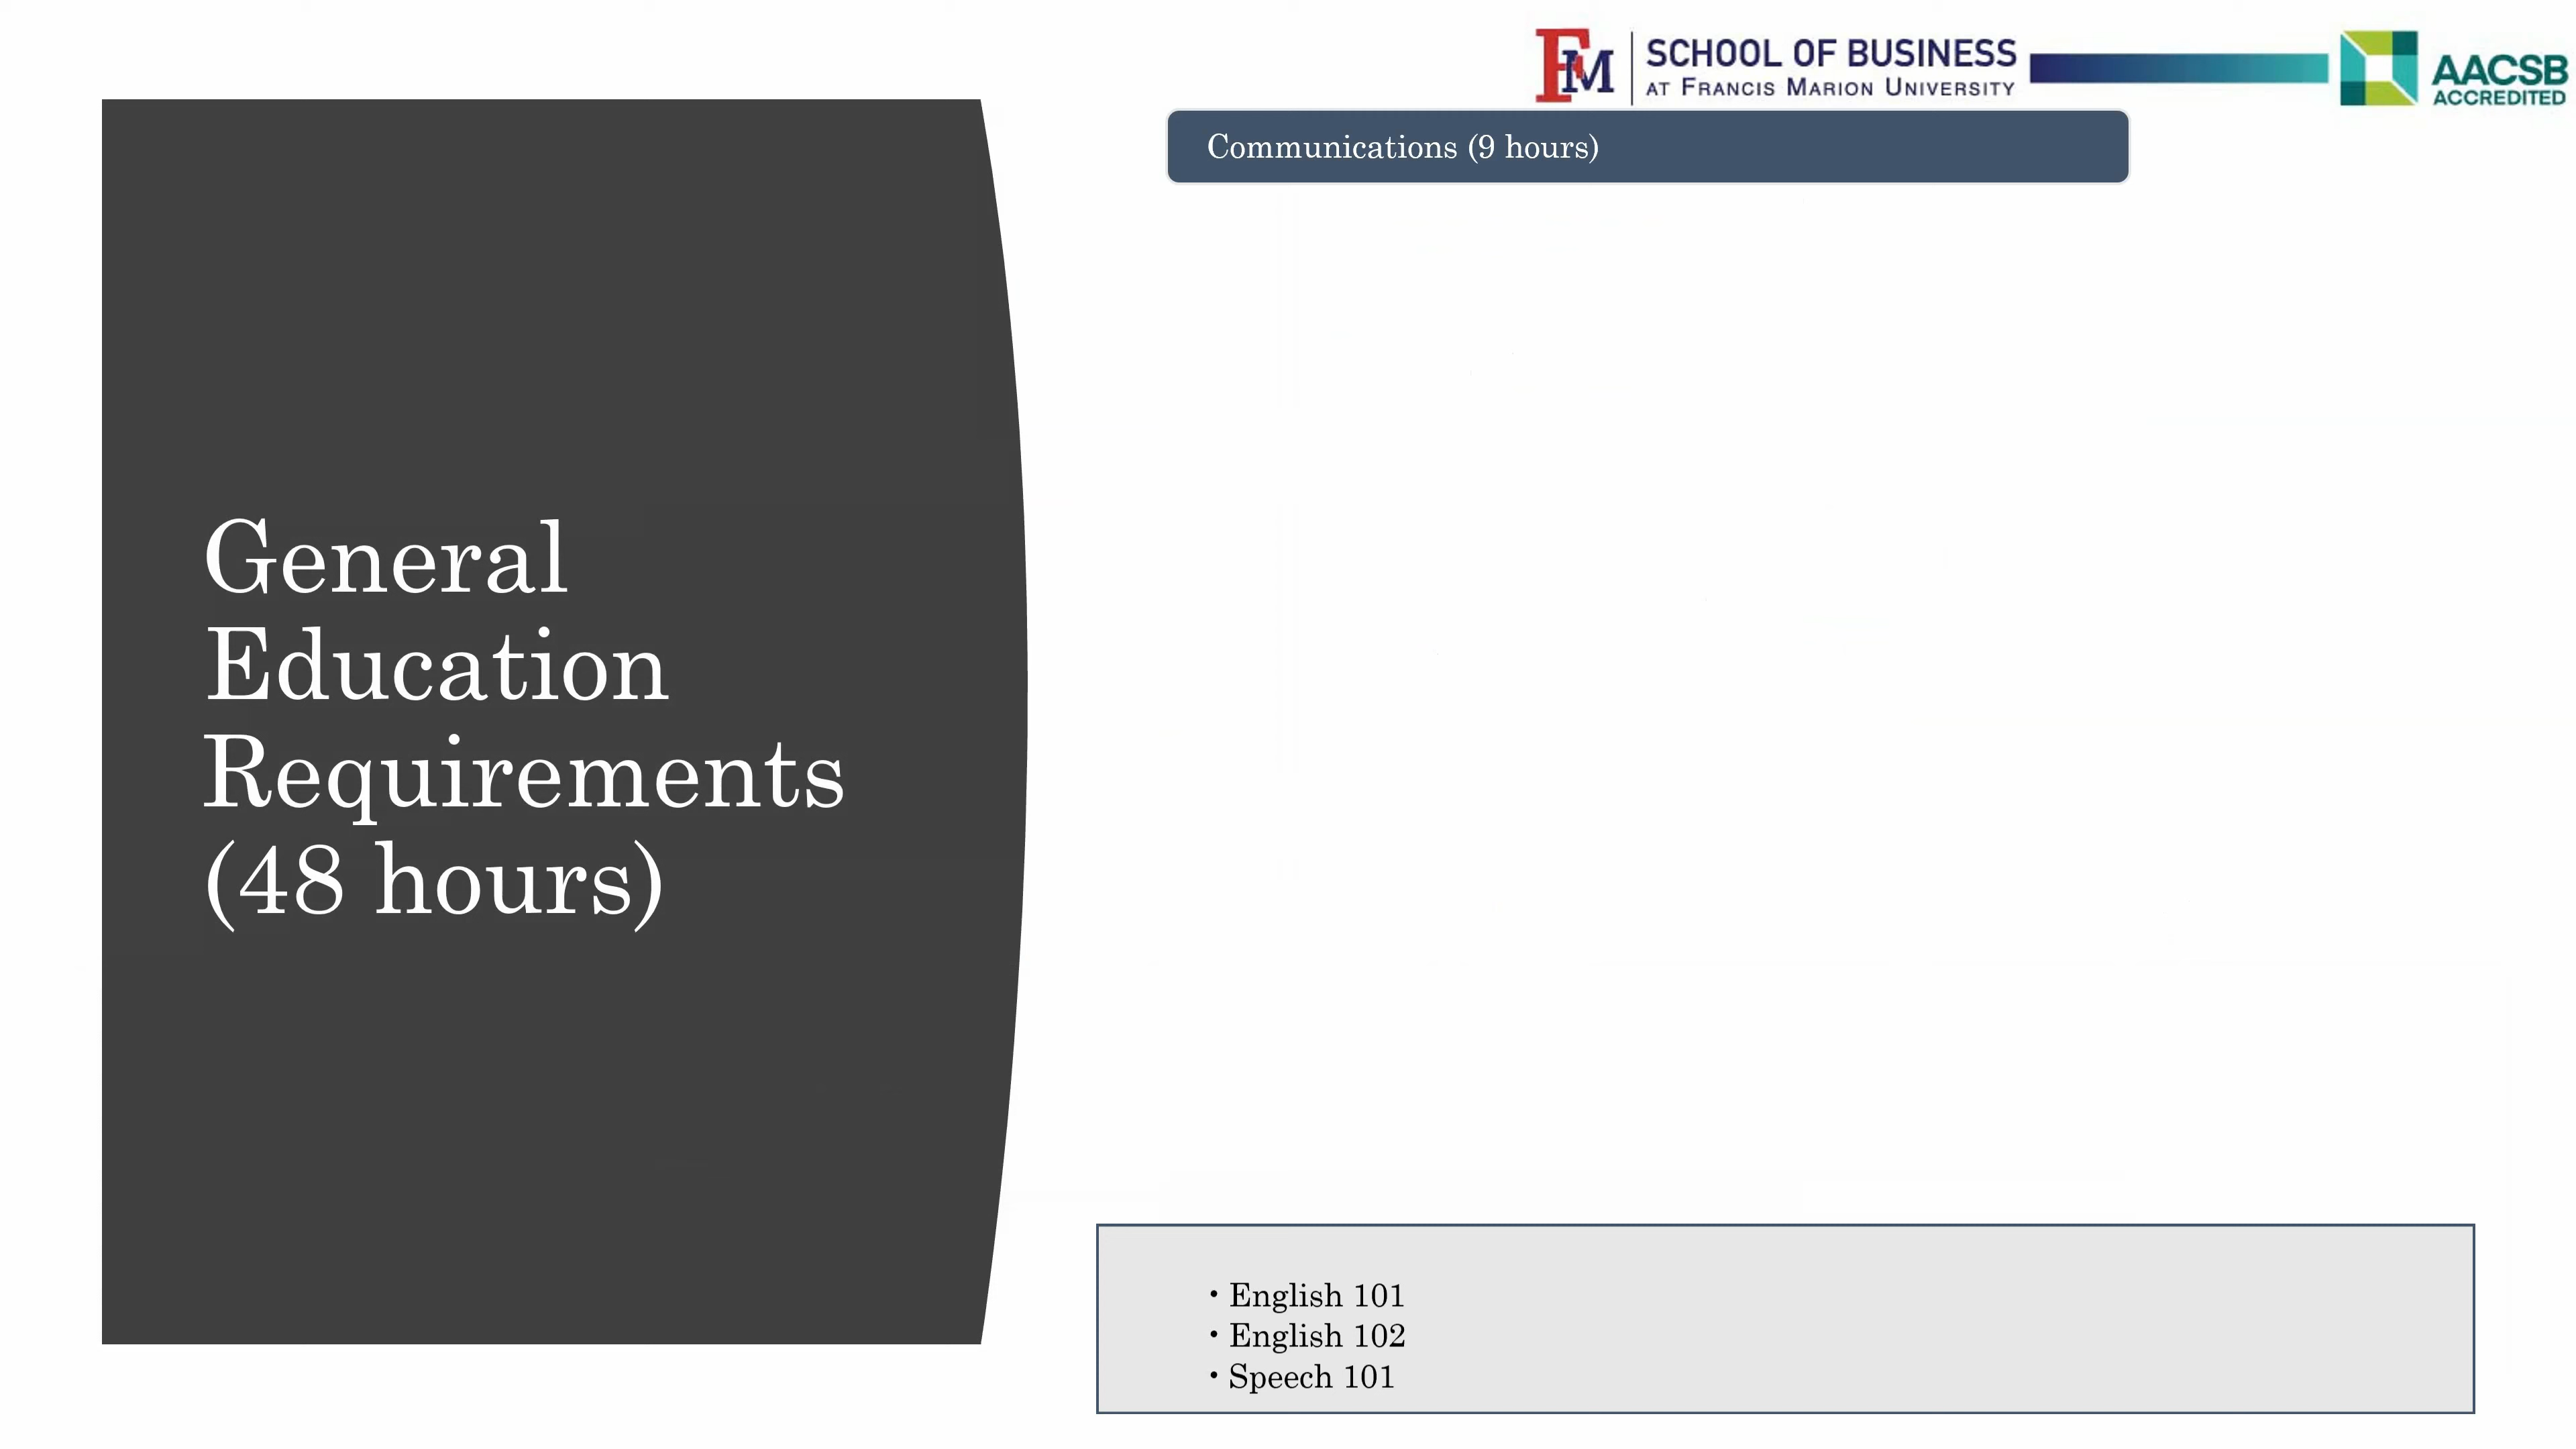 FM
SCHOOL OF BUSINESS
AT FRANCIS MARION UNIVERSITY
AACSB
ACCREDITED
Communications (9 hours)
General
Education
Requirements
(48 hours)
• English 101
• English 102
• Speech 101